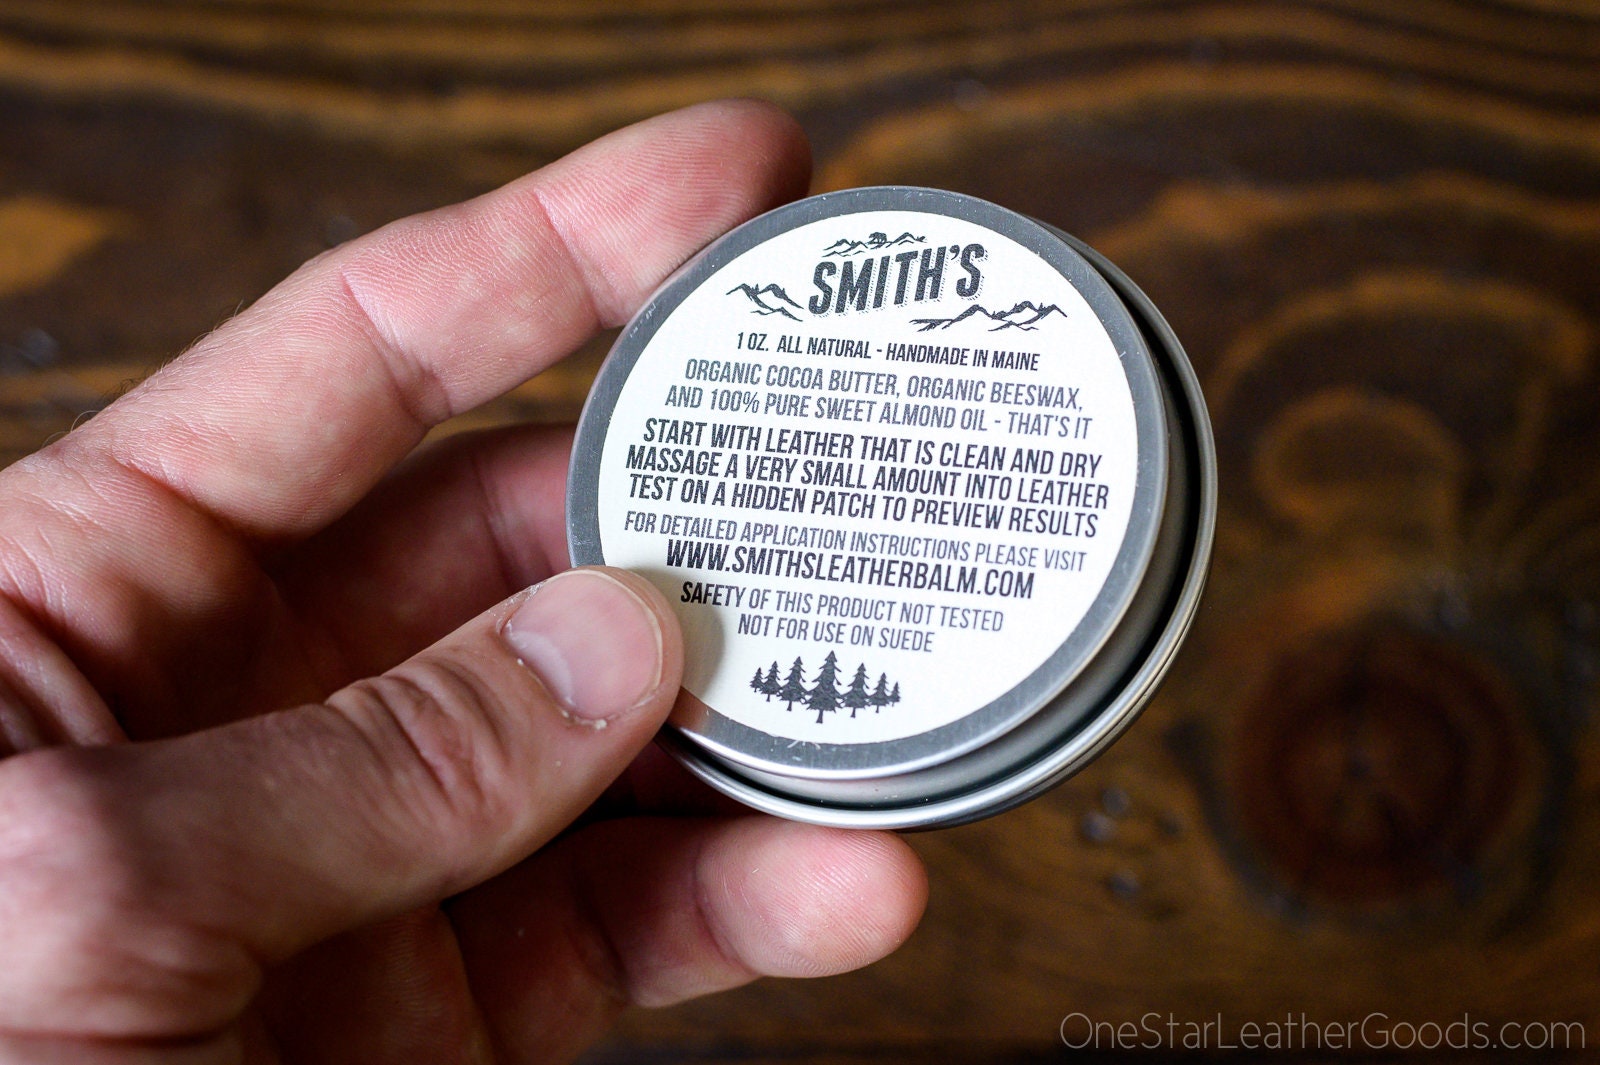 SMITH'S
1 OZ. ALL NATURAL - HANDMADE IN MAINE
ORGANIC COCOA BUTTER, ORGANIC BEESWAX,
AND 100% PURE SWEET ALMOND OIL - THAT'S IT
START WITH LEATHER THAT IS CLEAN AND DRY
MASSAGE A VERY SMALL AMOUNT INTO LEATHER
TEST ON A HIDDEN PATCH TO PREVIEW RESULTS
FOR DETAILED APPLICATION INSTRUCTIONS PLEASE VISIT
WWW.SMITHSLEATHERBALM.COM
SAFETY OF THIS PRODUCT NOT TESTED
NOT FOR USE ON SUEDE
OneStarLeatherGoods.com